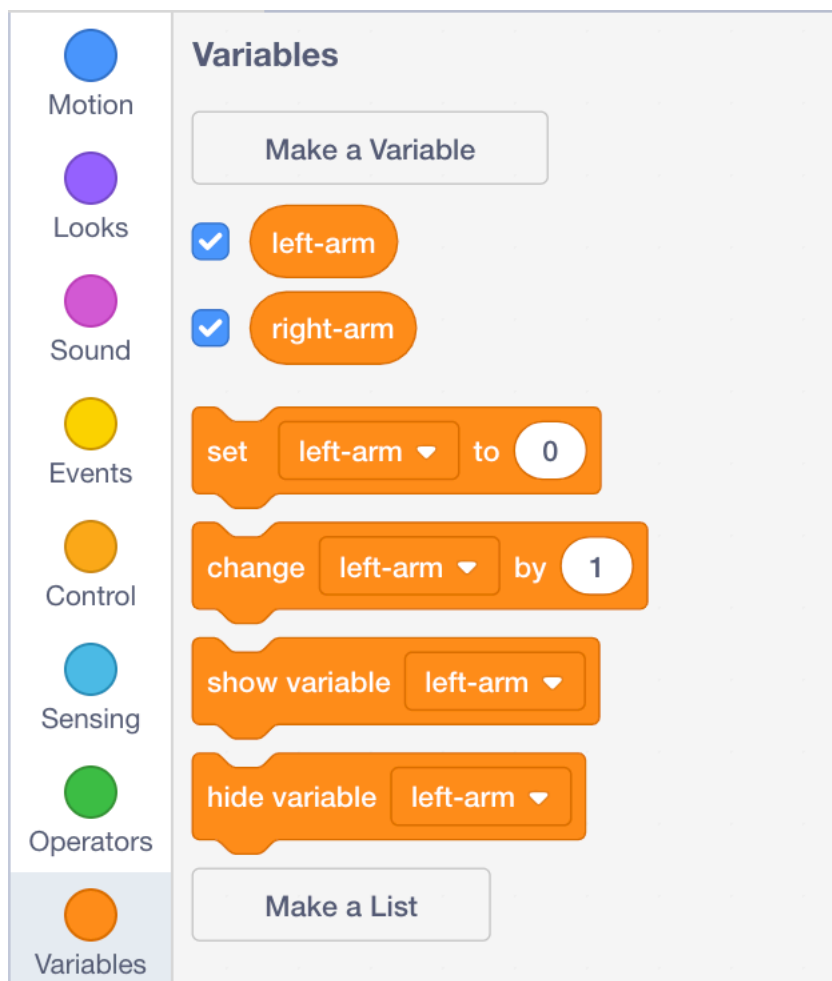 Motion
Looks
Sound
Events
Control
Sensing
Operators
Variables
Variables
Make a Variable
left-arm
right-arm
set left-arm to 0
change left-arm by 1
show variable left-arm
hide variable left-arm
Make a List